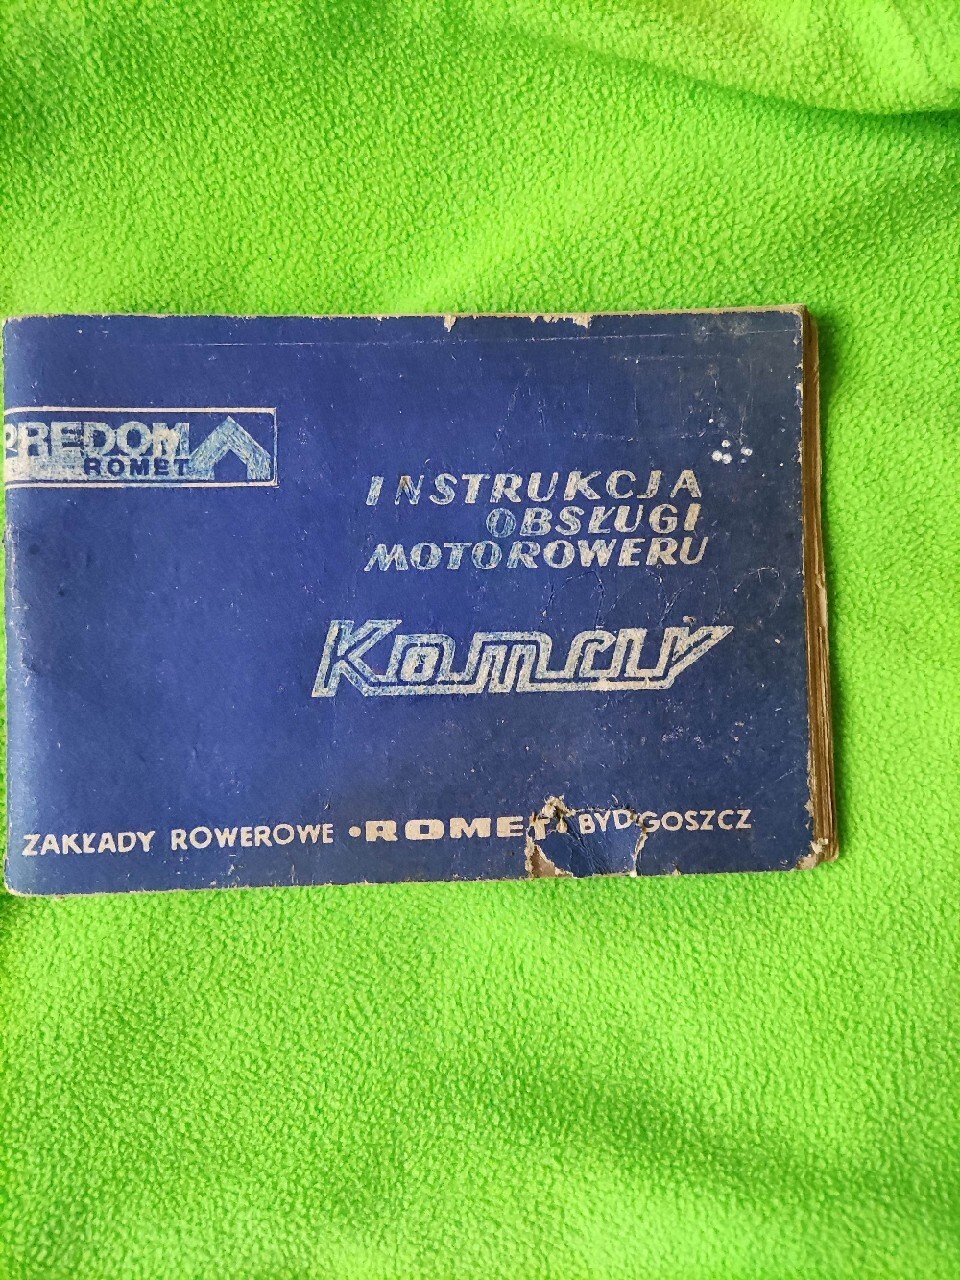 PREDOM
ROMET
INSTRUKCJA
OBSŁUGI
MOTOROWERU
Komar
ZAKŁADY ROWEROWE •ROMET• BYDGOSZCZ